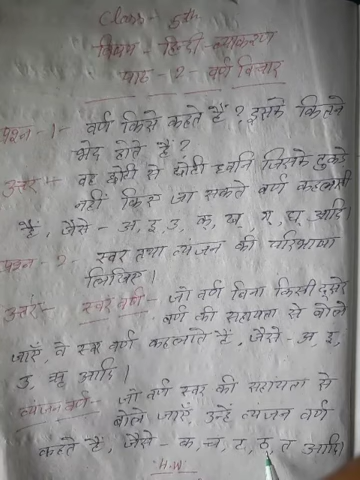 Class- 5th
विषय - हिन्दी-व्याकरण
पाठ - 2 - वर्ण विचार
प्रश्न - 1 - वर्ण किसे कहते हैं? इसके कितने
भेद होते हैं?
उत्तर :- वह छोटी से छोटी ध्वनि जिसके टुकड़े
नहीं किए जा सकते वर्ण कहलाती
हैं, जैसे - अ, इ, उ, क्, ख्, ग्, घ् आदि।
प्रश्न - 2 - स्वर तथा व्यंजन की परिभाषा
लिखिए।
उत्तर:- स्वर वर्ण - जो वर्ण बिना किसी दूसरे
वर्ण की सहायता से बोले
जाएँ, वे स्वर वर्ण कहलाते हैं, जैसे - अ, इ,
उ, ऋ आदि।
व्यंजन वर्ण - जो वर्ण स्वर की सहायता से
बोले जाएँ, उन्हे व्यंजन वर्ण
कहते हैं, जैसे - क, च, ट, ठ, त आदि।
H.W